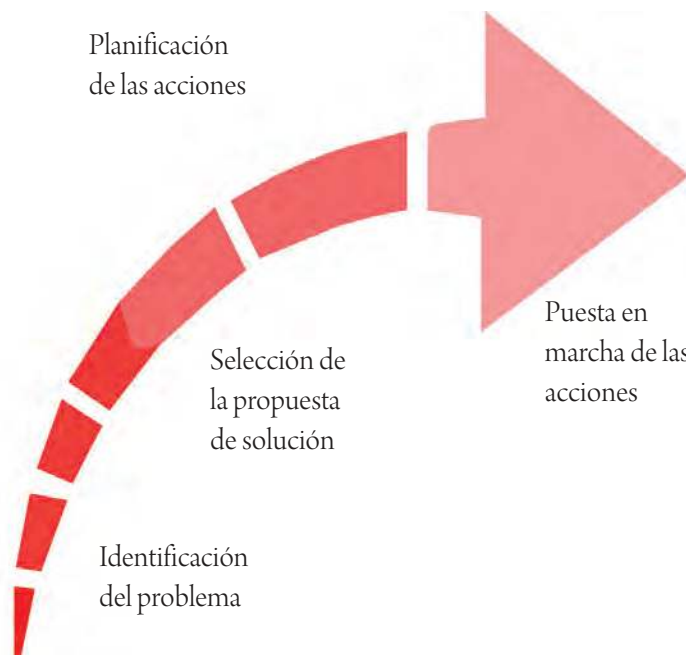 Planificación
de las acciones
Puesta en
marcha de las
acciones
Selección de
la propuesta
de solución
Identificación
del problema